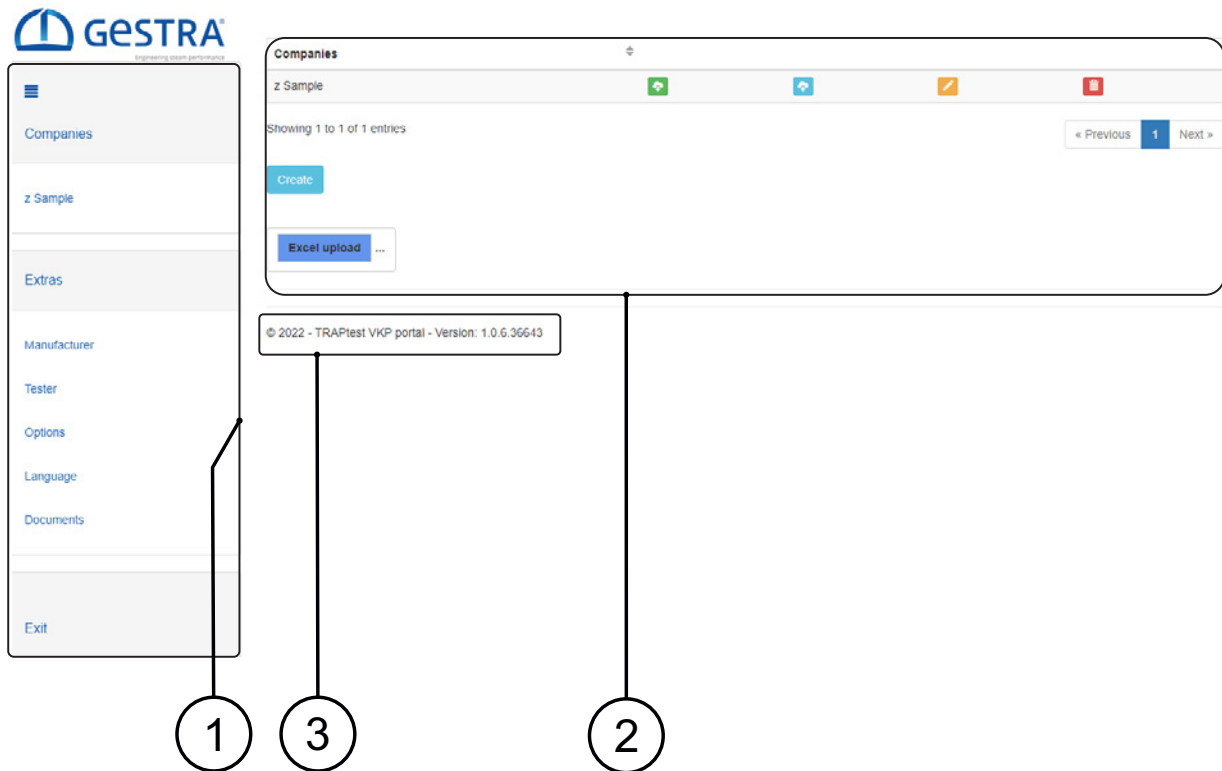 GESTRA
Engineering steam performance
Companies
z Sample
Extras
Manufacturer
Tester
Options
Language
Documents
Exit
Companies
z Sample
Showing 1 to 1 of 1 entries
« Previous 1 Next »
Create
Excel upload ...
© 2022 - TRAPtest VKP portal - Version: 1.0.6.36643
1
3
2